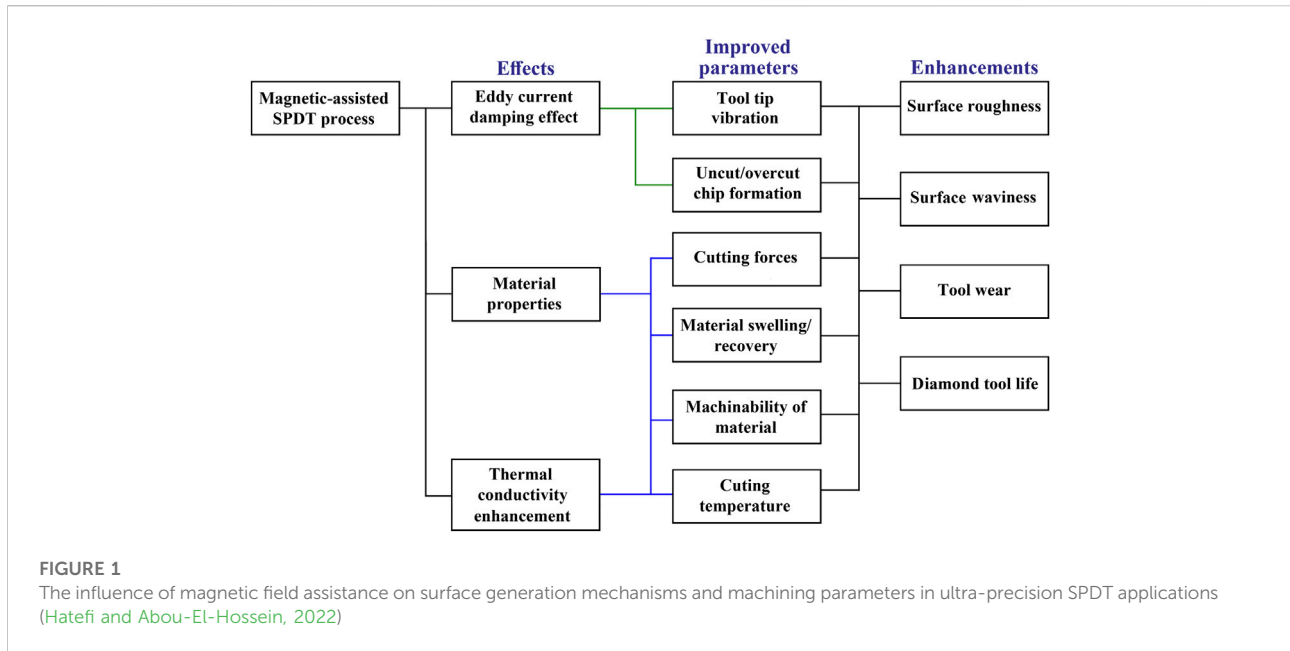 Effects
Improved
parameters
Enhancements
Magnetic-assisted
SPDT process
Eddy current
damping effect
Tool tip
vibration
Surface roughness
Uncut/overcut
chip formation
Surface waviness
Material
properties
Cutting forces
Tool wear
Material swelling/
recovery
Diamond tool life
Machinability of
material
Thermal
conductivity
enhancement
Cuting
temperature
FIGURE 1
The influence of magnetic field assistance on surface generation mechanisms and machining parameters in ultra-precision SPDT applications
(Hatefi and Abou-El-Hossein, 2022)